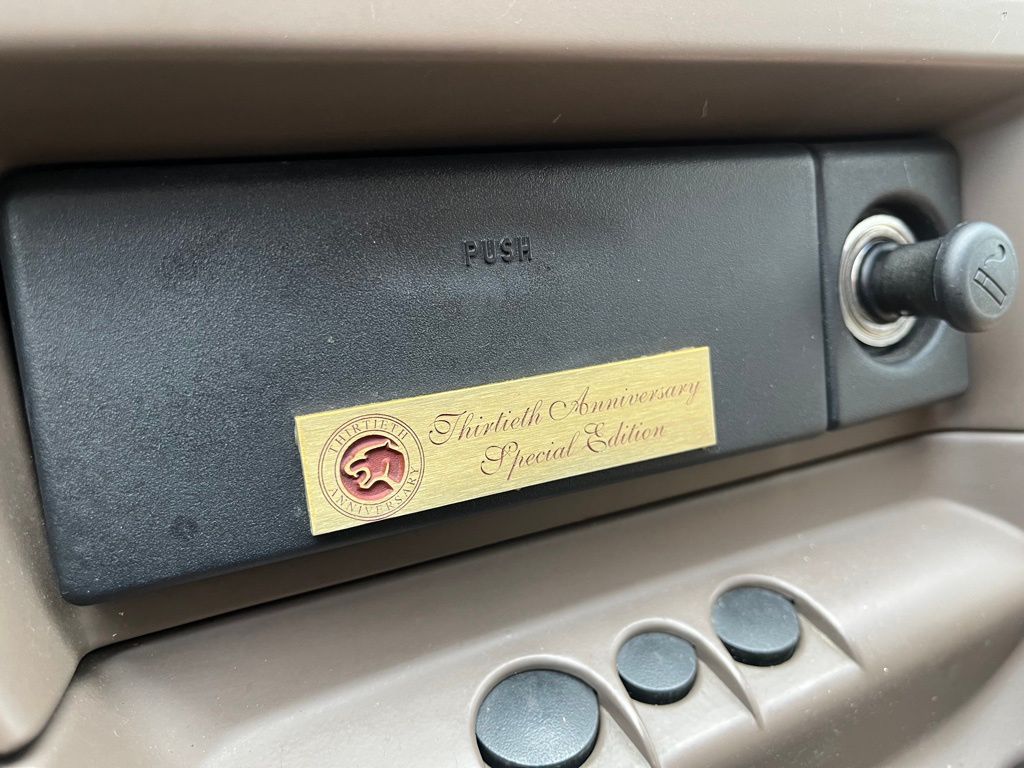 PUSH
THIRTIETH
ANNIVERSARY
Thirtieth Anniversary
Special Edition